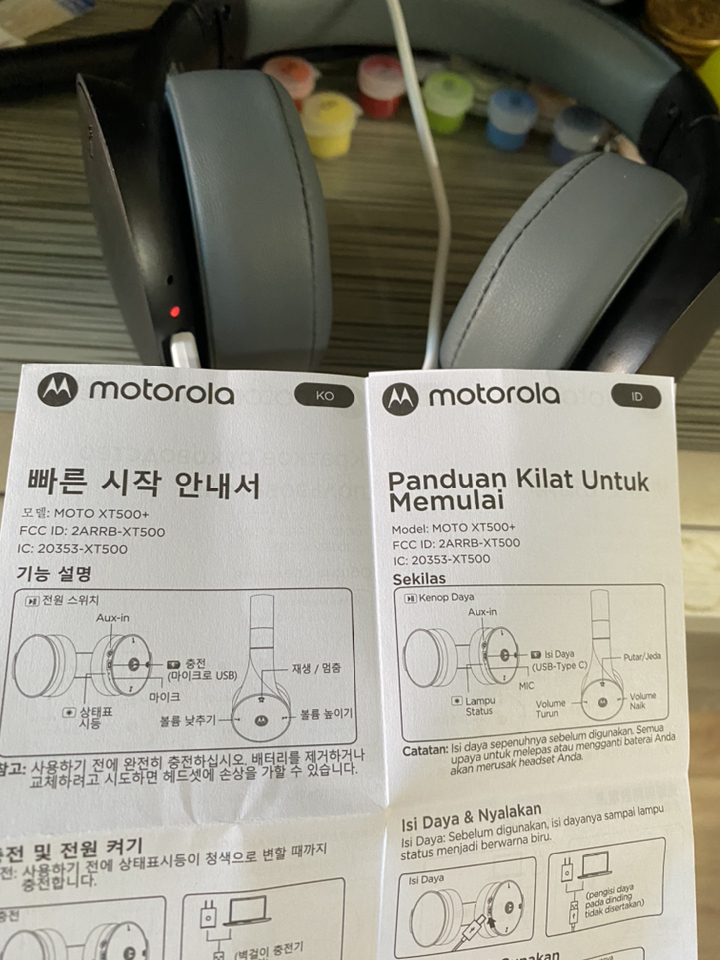 motorola
KO
빠른 시작 안내서
모델: MOTO XT500+
FCC ID: 2ARRB-XT500
IC: 20353-XT500
기능 설명
전원 스위치
Aux-in
충전
(마이크로 USB)
마이크
상태표
시등
재생 / 멈춤
볼륨 낮추기
볼륨 높이기
참고: 사용하기 전에 완전히 충전하십시오. 배터리를 제거하거나
교체하려고 시도하면 헤드셋에 손상을 가할 수 있습니다.
충전 및 전원 켜기
충전: 사용하기 전에 상태표시등이 청색으로 변할 때까지
충전합니다.
충전
(벽걸이 충전기
motorola
ID
Panduan Kilat Untuk
Memulai
Model: MOTO XT500+
FCC ID: 2ARRB-XT500
IC: 20353-XT500
Sekilas
Kenop Daya
Aux-in
Isi Daya
(USB-Type C)
MIC
Lampu
Status
Putar/Jeda
Volume
Turun
Volume
Naik
Catatan: Isi daya sepenuhnya sebelum digunakan. Semua
upaya untuk melepas atau mengganti baterai Anda
akan merusak headset Anda.
Isi Daya & Nyalakan
Isi Daya: Sebelum digunakan, isi dayanya sampai lampu
status menjadi berwarna biru.
Isi Daya
(pengisi daya
pada dinding
tidak disertakan)